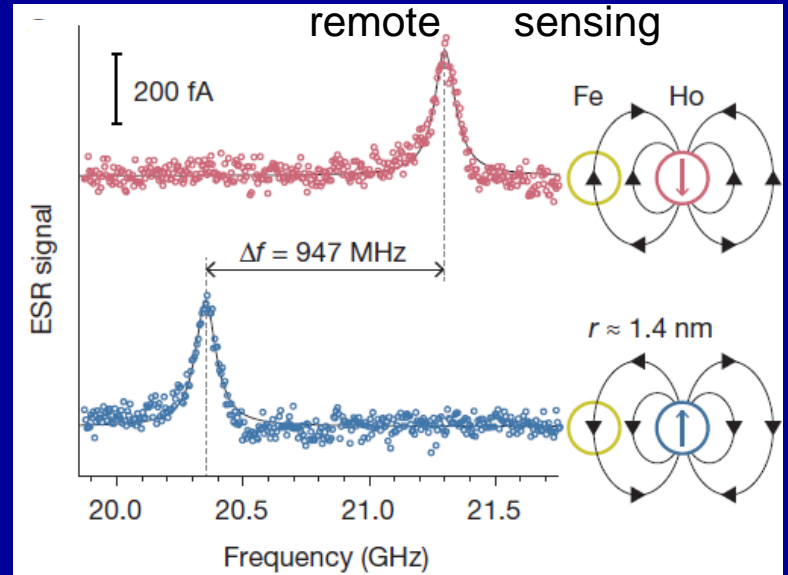 remote sensing
200 fA
Fe Ho
Δf = 947 MHz
r ≈ 1.4 nm
ESR signal
20.0 20.5 21.0 21.5
Frequency (GHz)